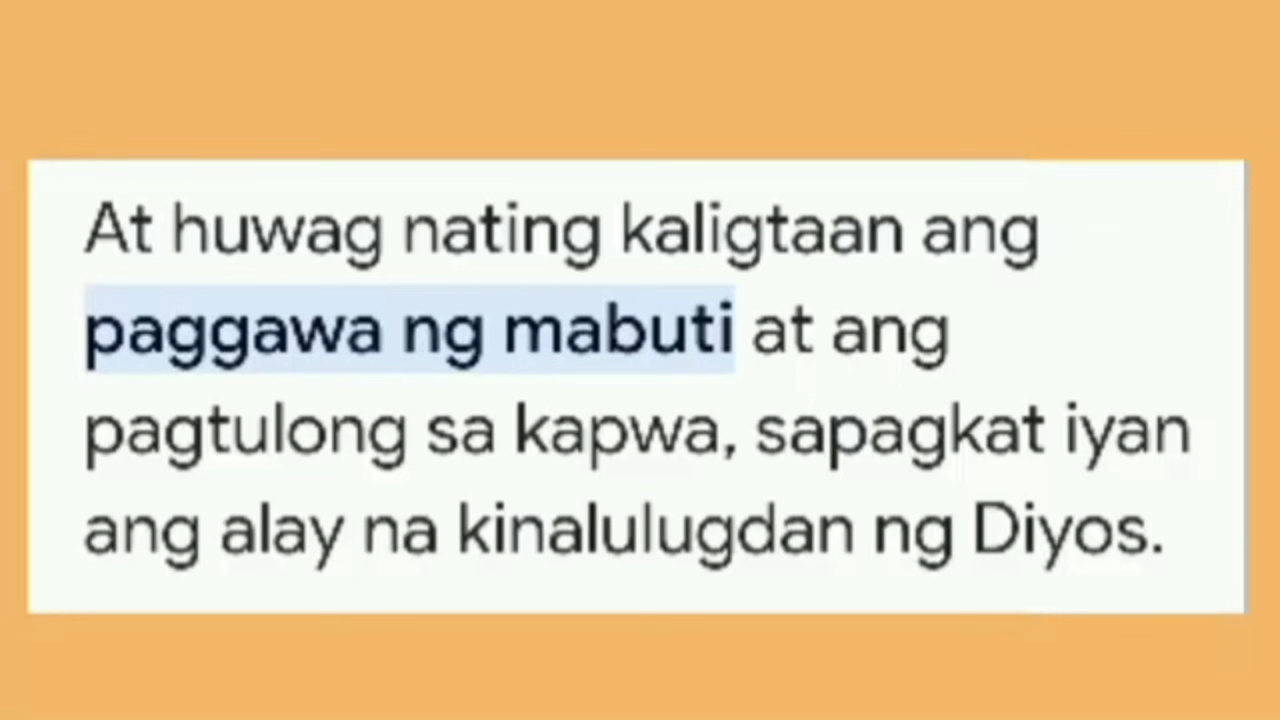 At huwag nating kaligtaan ang
paggawa ng mabuti at ang
pagtulong sa kapwa, sapagkat iyan
ang alay na kinalulugdan ng Diyos.